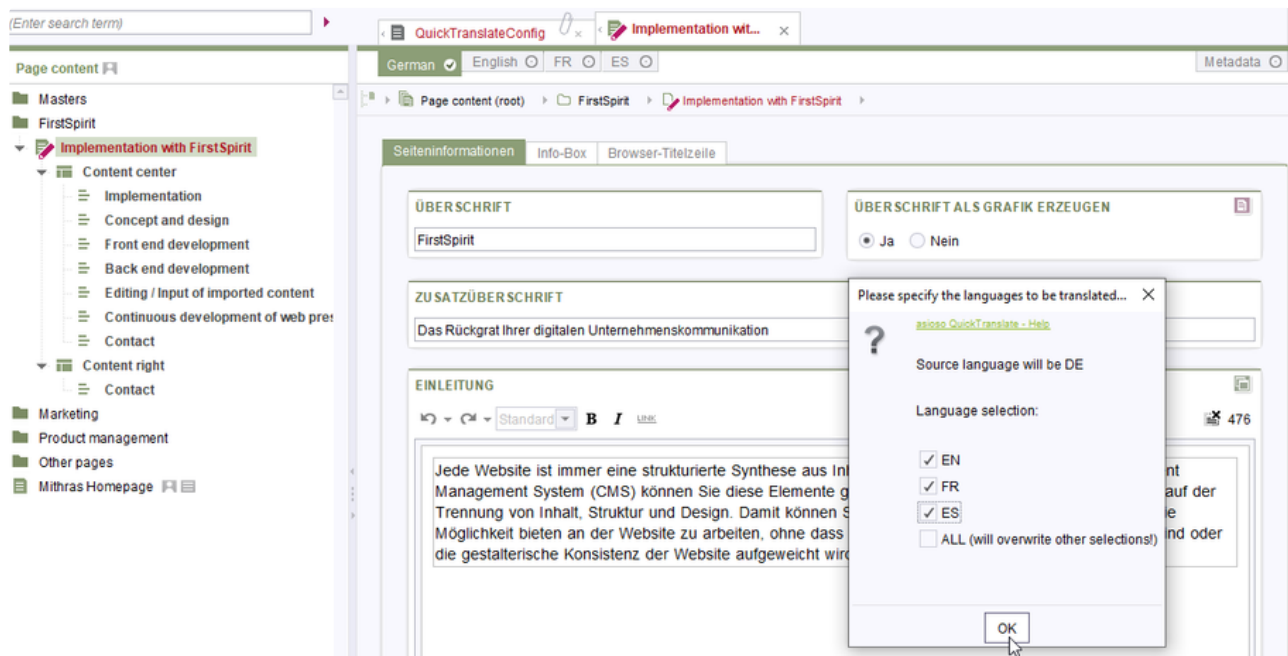 (Enter search term)
QuickTranslateConfig
Implementation wit...
Page content
German
English
FR
ES
Metadata
Page content (root)
FirstSpirit
Implementation with FirstSpirit
Masters
FirstSpirit
Implementation with FirstSpirit
Content center
Implementation
Concept and design
Front end development
Back end development
Editing / Input of imported content
Continuous development of web pres
Contact
Content right
Contact
Marketing
Product management
Other pages
Mithras Homepage
Seiteninformationen
Info-Box
Browser-Titelzeile
ÜBERSCHRIFT
FirstSpirit
ÜBERSCHRIFT ALS GRAFIK ERZEUGEN
Ja
Nein
ZUSATZÜBERSCHRIFT
Das Rückgrat Ihrer digitalen Unternehmenskommunikation
EINLEITUNG
Standard
B
I
LINK
476
Jede Website ist immer eine strukturierte Synthese aus
Management System (CMS) können Sie diese Elemente
auf der
Trennung von Inhalt, Struktur und Design. Damit können
Möglichkeit bieten an der Website zu arbeiten, ohne dass
oder
die gestalterische Konsistenz der Website aufgeweicht
Please specify the languages to be translated...
asioso QuickTranslate - Help
Source language will be DE
Language selection:
EN
FR
ES
ALL (will overwrite other selections!)
OK